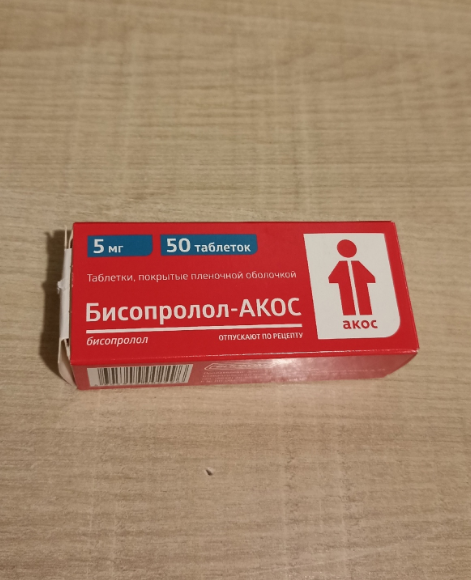 5 мг 50 таблеток
Таблетки, покрытые пленочной оболочкой
Бисопролол-АКОС
бисопролол ОТПУСКАЮТ ПО РЕЦЕПТУ
акос